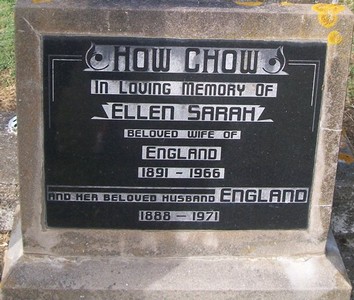 HOW CHOW
IN LOVING MEMORY OF
ELLEN SARAH
BELOVED WIFE OF
ENGLAND
1891 - 1966
AND HER BELOVED HUSBAND ENGLAND
1888 - 1971